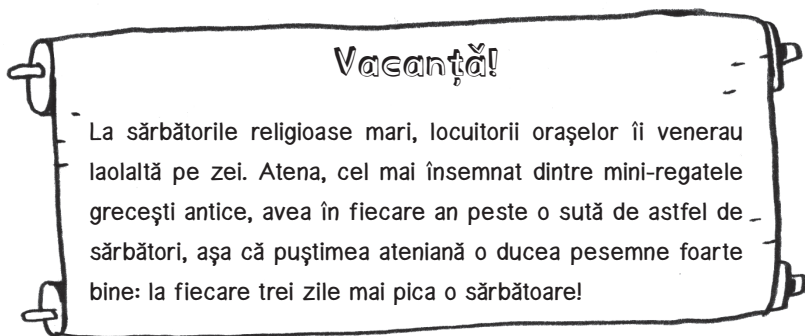 Vacanță!
La sărbătorile religioase mari, locuitorii orașelor îi venerau
laolaltă pe zei. Atena, cel mai însemnat dintre mini-regatele
grecești antice, avea în fiecare an peste o sută de astfel de
sărbători, așa că puștimea ateniană o ducea pesemne foarte
bine: la fiecare trei zile mai pica o sărbătoare!